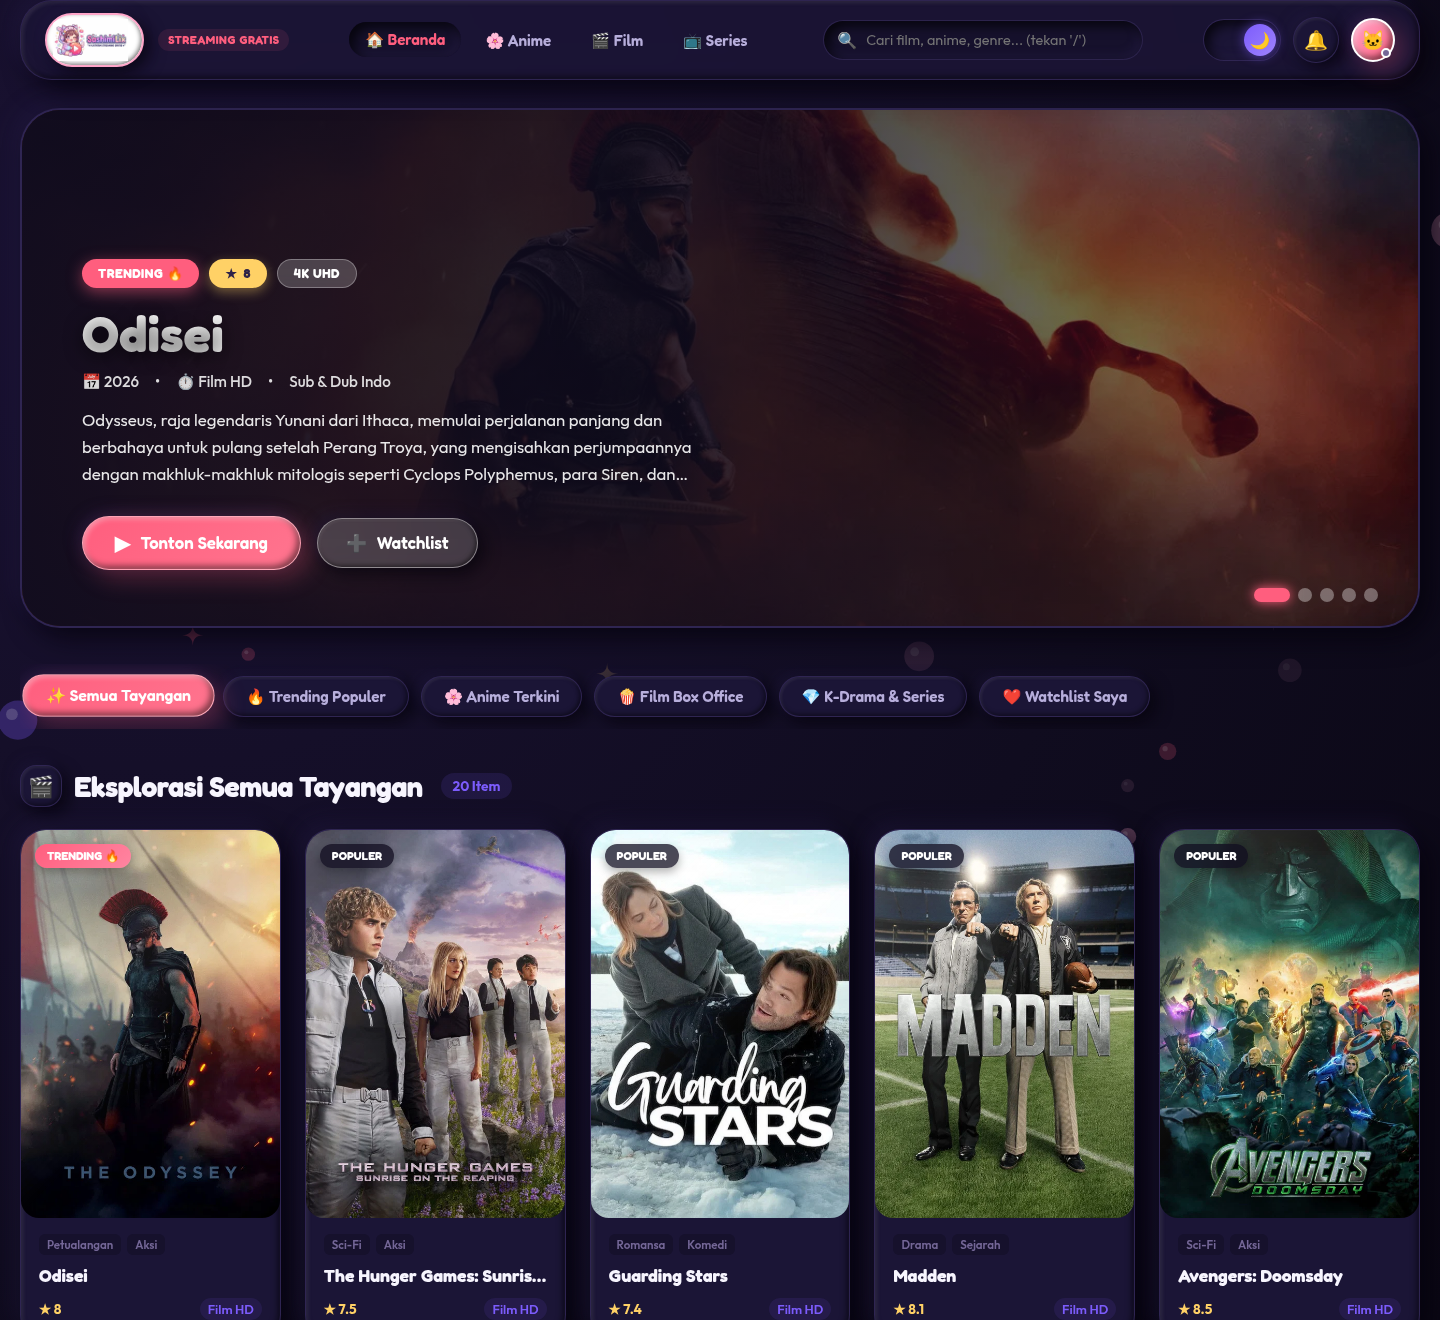 STREAMING GRATIS
Beranda
Anime
Film
Series
Cari film, anime, genre... (tekan '/')
TRENDING
★ 8
4K UHD
Odisei
2026 • Film HD • Sub & Dub Indo
Odysseus, raja legendaris Yunani dari Ithaca, memulai perjalanan panjang dan
berbahaya untuk pulang setelah Perang Troya, yang mengisahkan perjumpaannya
dengan makhluk-makhluk mitologis seperti Cyclops Polyphemus, para Siren, dan...
Tonton Sekarang
Watchlist
Semua Tayangan
Trending Populer
Anime Terkini
Film Box Office
K-Drama & Series
Watchlist Saya
Eksplorasi Semua Tayangan
20 Item
TRENDING
THE ODYSSEY
Petualangan
Aksi
Odisei
★ 8
Film HD
POPULER
THE HUNGER GAMES
SUNRISE ON THE REAPING
Sci-Fi
Aksi
The Hunger Games: Sunris...
★ 7.5
Film HD
POPULER
Guarding
STARS
Romansa
Komedi
Guarding Stars
★ 7.4
Film HD
POPULER
MADDEN
Drama
Sejarah
Madden
★ 8.1
Film HD
POPULER
AVENGERS
DOOMSDAY
Sci-Fi
Aksi
Avengers: Doomsday
★ 8.5
Film HD